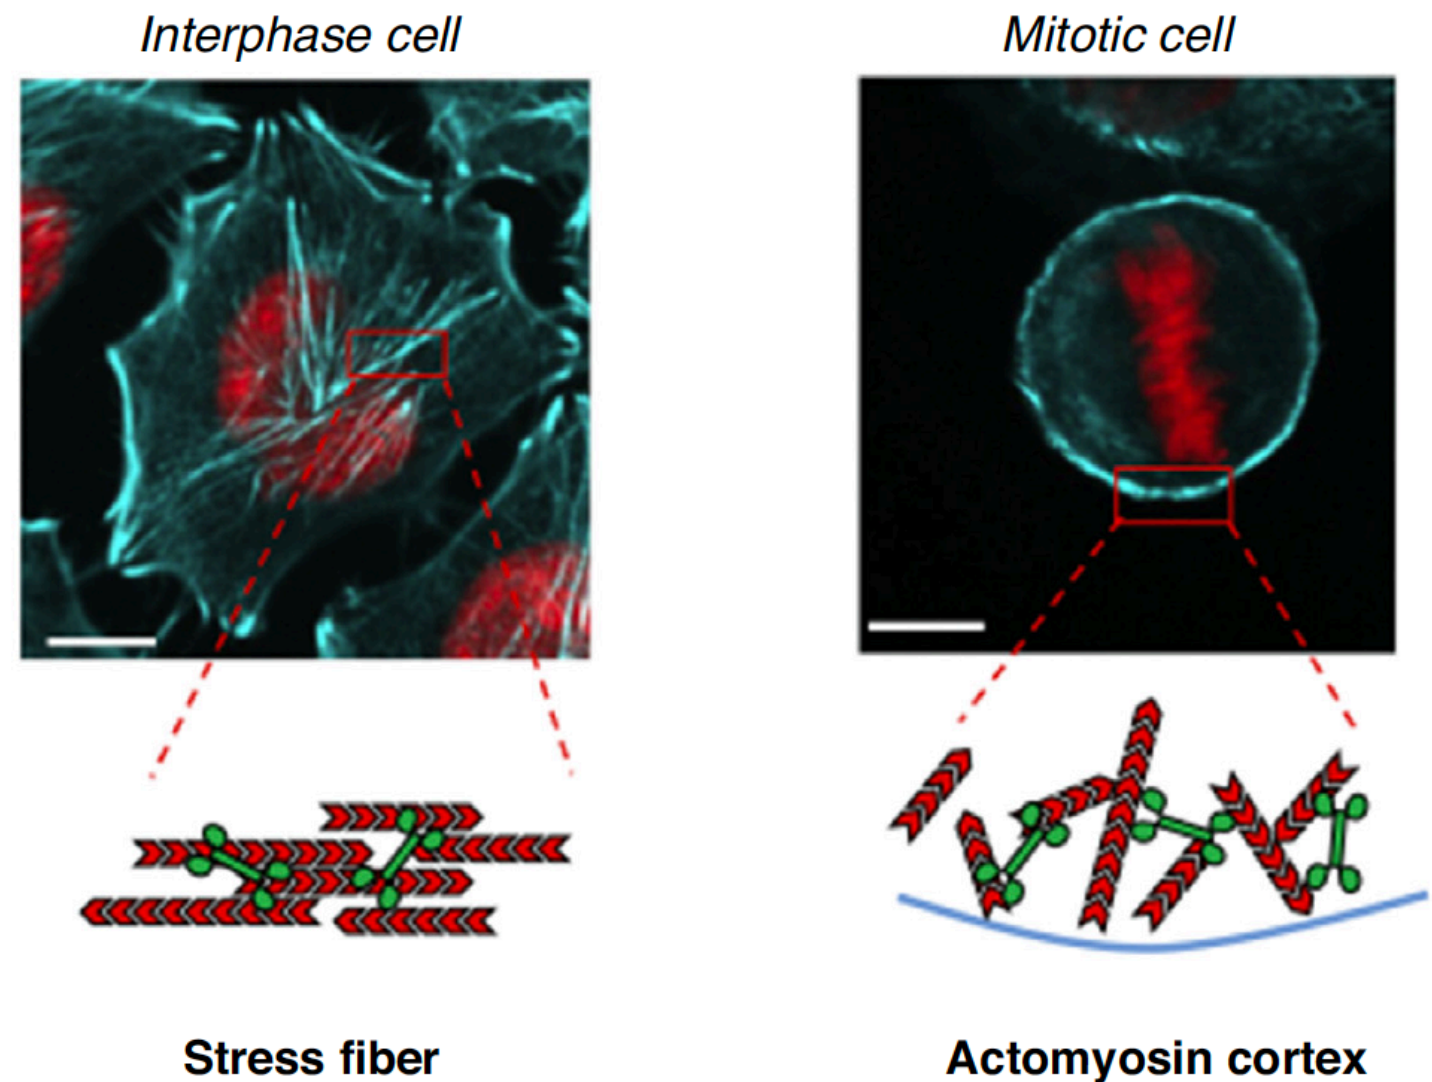 Interphase cell
Mitotic cell
Stress fiber
Actomyosin cortex